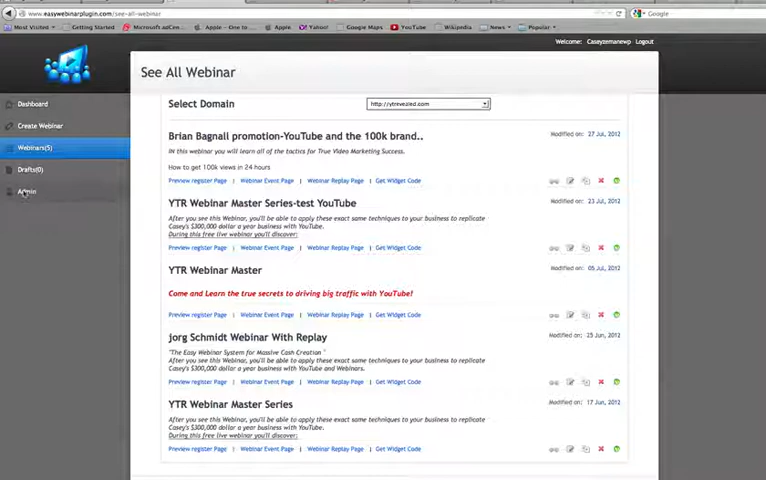 www.easywebinarplugin.com/see-all-webinar
Google
Most Visited
Getting Started
Microsoft adCen...
Apple - One to ...
Apple
Yahoo!
Google Maps
YouTube
Wikipedia
News
Popular
Welcome: Caseyzemanewp Logout
See All Webinar
Dashboard
Create Webinar
Webinars(5)
Drafts(0)
Admin
Select Domain
http://ytrevealed.com
Brian Bagnall promotion-YouTube and the 100k brand..
Modified on: 27 Jul, 2012
IN this webinar you will learn all of the tactics for True Video Marketing Success.
How to get 100k views in 24 hours
Preview register Page | Webinar Event Page | Webinar Replay Page | Get Widget Code
YTR Webinar Master Series-test YouTube
Modified on: 23 Jul, 2012
After you see this Webinar, you'll be able to apply these exact same techniques to your business to replicate
Casey's $300,000 dollar a year business with YouTube.
During this free live webinar you'll discover:
Preview register Page | Webinar Event Page | Webinar Replay Page | Get Widget Code
YTR Webinar Master
Modified on: 05 Jul, 2012
Come and Learn the true secrets to driving big traffic with YouTube!
Preview register Page | Webinar Event Page | Webinar Replay Page | Get Widget Code
jorg Schmidt Webinar With Replay
Modified on: 25 Jun, 2012
"The Easy Webinar System for Massive Cash Creation "
After you see this Webinar, you'll be able to apply these exact same techniques to your business to replicate
Casey's $300,000 dollar a year business with YouTube and Webinars.
Preview register Page | Webinar Event Page | Webinar Replay Page | Get Widget Code
YTR Webinar Master Series
Modified on: 17 Jun, 2012
After you see this Webinar, you'll be able to apply these exact same techniques to your business to replicate
Casey's $300,000 dollar a year business with YouTube.
During this free live webinar you'll discover:
Preview register Page | Webinar Event Page | Webinar Replay Page | Get Widget Code